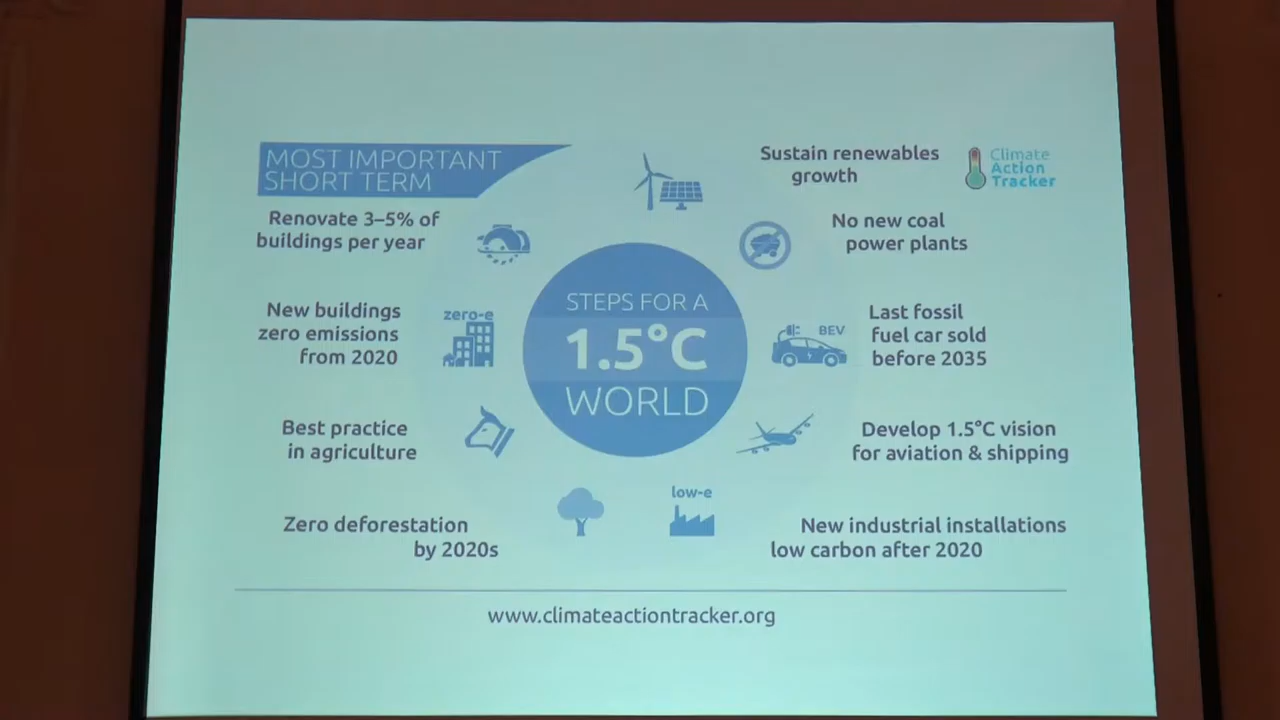 MOST IMPORTANT
SHORT TERM
Sustain renewables
growth
Climate
Action
Tracker
Renovate 3–5% of
buildings per year
No new coal
power plants
New buildings
zero emissions
from 2020
zero-e
STEPS FOR A
1.5°C
WORLD
BEV
Last fossil
fuel car sold
before 2035
Best practice
in agriculture
Develop 1.5°C vision
for aviation & shipping
Zero deforestation
by 2020s
low-e
New industrial installations
low carbon after 2020
www.climateactiontracker.org